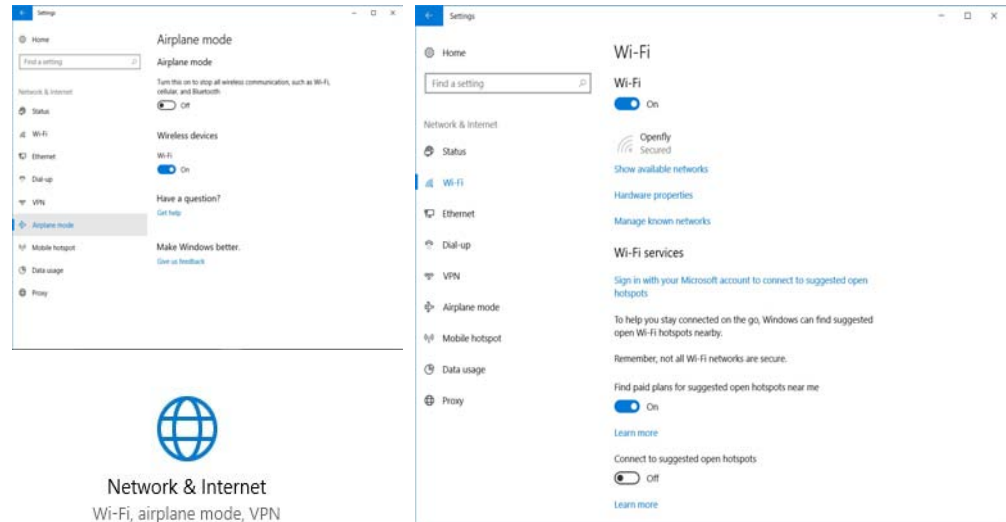 Settings
Home
Airplane mode
Find a setting
Airplane mode
Turn this on to stop all wireless communication, such as Wi-Fi,
cellular, and Bluetooth
Off
Network & Internet
Status
Wi-Fi
Wireless devices
Ethernet
Wi-Fi
On
Dial-up
VPN
Have a question?
Get help
Airplane mode
Mobile hotspot
Make Windows better.
Give us feedback
Data usage
Proxy
Network & Internet
Wi-Fi, airplane mode, VPN
Settings
Home
Find a setting
Network & Internet
Status
Wi-Fi
Ethernet
Dial-up
VPN
Airplane mode
Mobile hotspot
Data usage
Proxy
Wi-Fi
Wi-Fi
On
Openfly
Secured
Show available networks
Hardware properties
Manage known networks
Wi-Fi services
Sign in with your Microsoft account to connect to suggested open
hotspots
To help you stay connected on the go, Windows can find suggested
open Wi-Fi hotspots nearby.
Remember, not all Wi-Fi networks are secure.
Find paid plans for suggested open hotspots near me
On
Learn more
Connect to suggested open hotspots
Off
Learn more